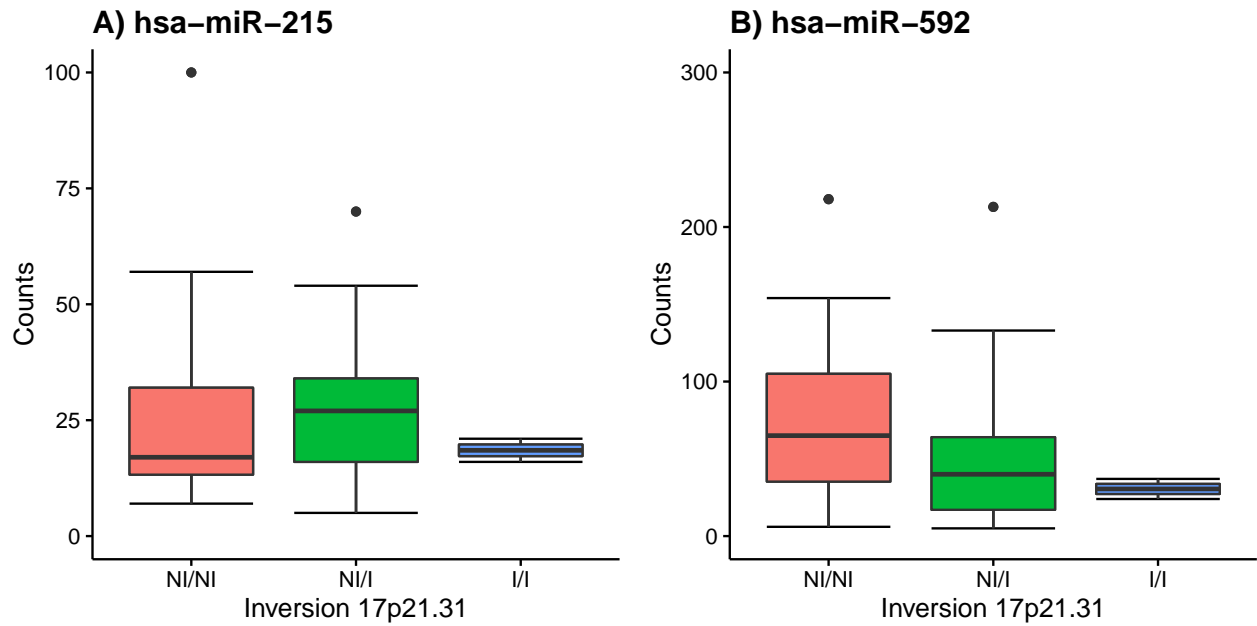 A) hsa−miR−215
100
75
50
25
0
Counts
NI/NI NI/I I/I
Inversion 17p21.31
B) hsa−miR−592
300
200
100
0
Counts
NI/NI NI/I I/I
Inversion 17p21.31